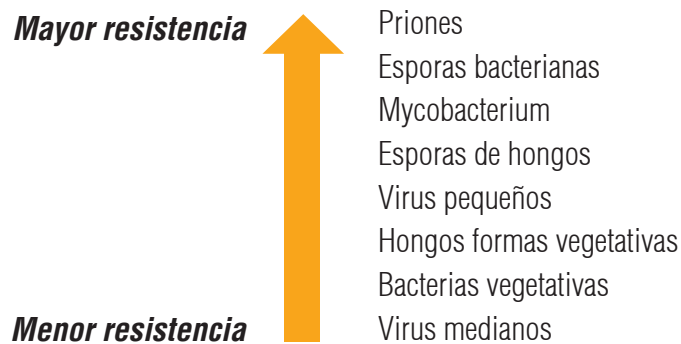 Mayor resistencia
Priones
Esporas bacterianas
Mycobacterium
Esporas de hongos
Virus pequeños
Hongos formas vegetativas
Bacterias vegetativas
Menor resistencia
Virus medianos